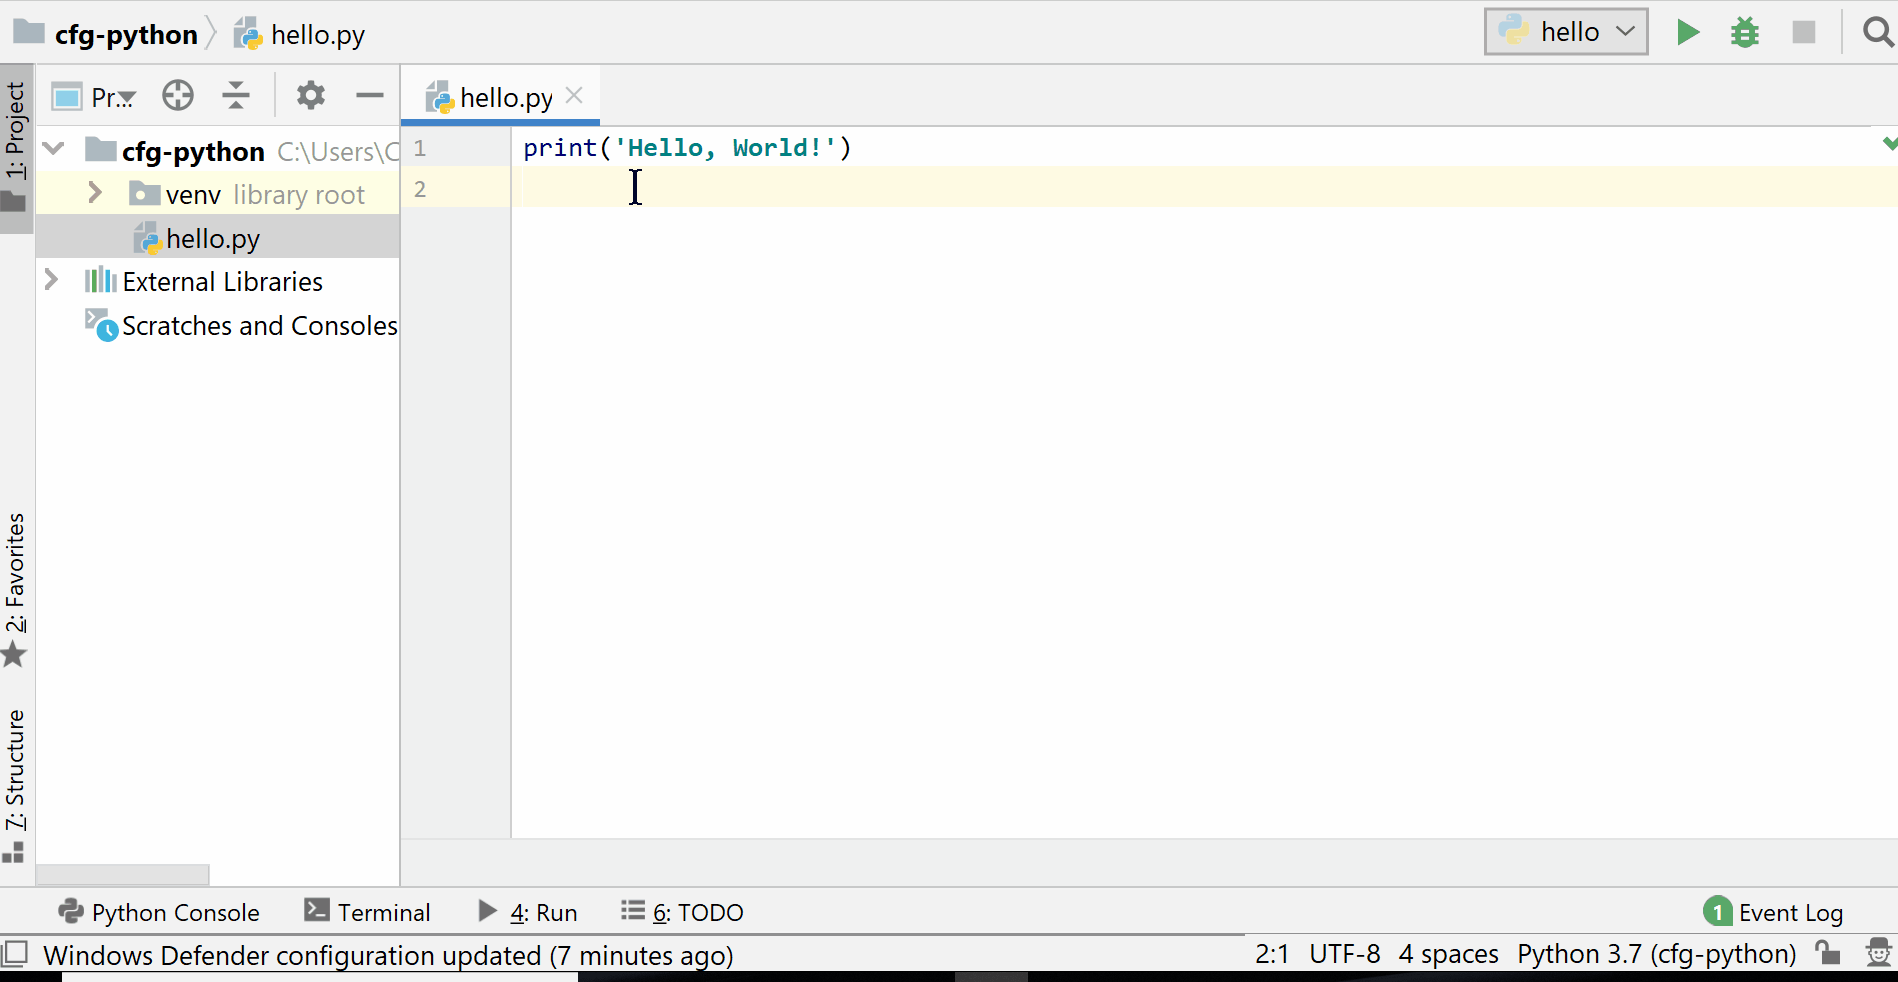 cfg-python hello.py hello
1: Project
Pr...
hello.py
cfg-python C:\Users\C
venv library root
hello.py
External Libraries
Scratches and Consoles
1 print('Hello, World!')
2
2: Favorites
7: Structure
Python Console Terminal 4: Run 6: TODO 1 Event Log
Windows Defender configuration updated (7 minutes ago) 2:1 UTF-8 4 spaces Python 3.7 (cfg-python)